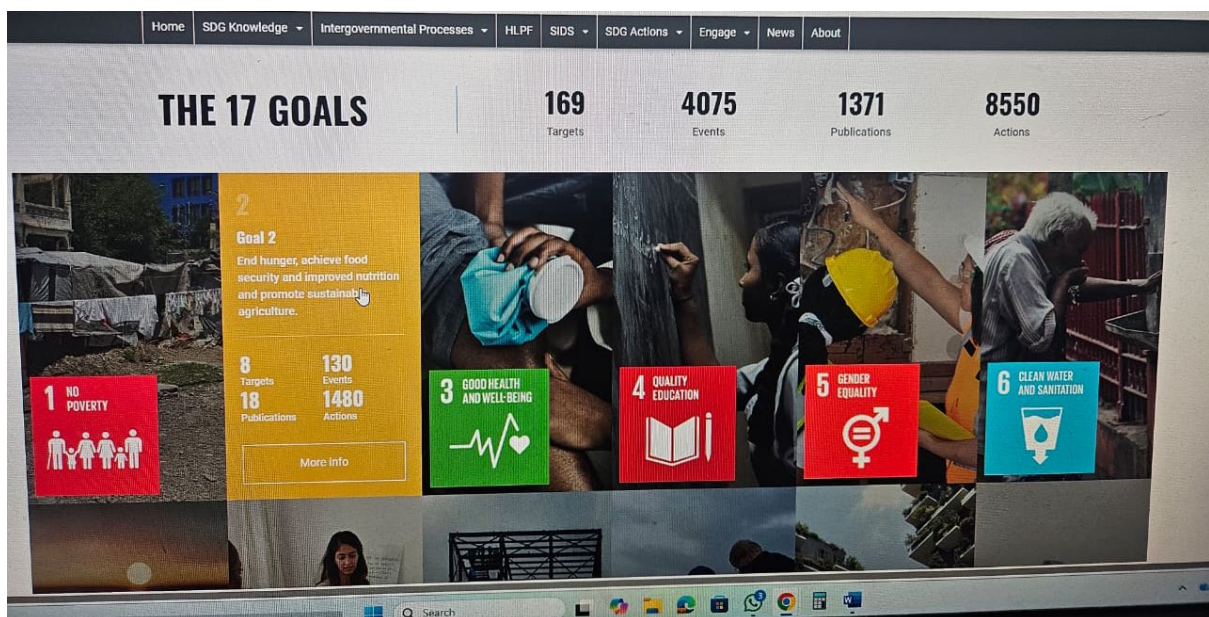 Home SDG Knowledge Intergovernmental Processes HLPF SIDS SDG Actions Engage News About
THE 17 GOALS
169
Targets
4075
Events
1371
Publications
8550
Actions
1 NO
POVERTY
2
Goal 2
End hunger, achieve food
security and improved nutrition
and promote sustainable
agriculture.
8
Targets
130
Events
18
Publications
1480
Actions
More info
3 GOOD HEALTH
AND WELL-BEING
4 QUALITY
EDUCATION
5 GENDER
EQUALITY
6 CLEAN WATER
AND SANITATION
Search
3
W